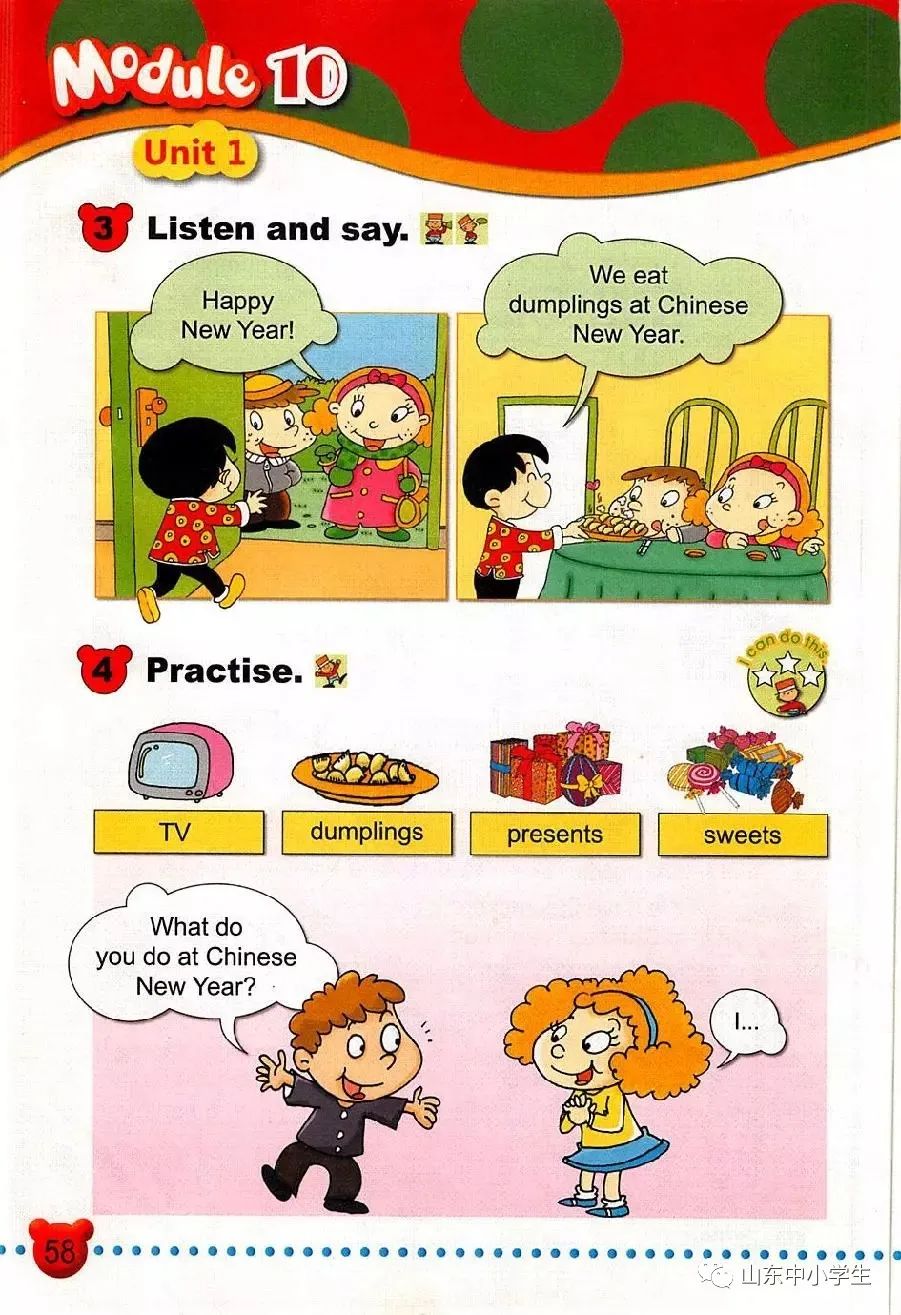 Module 10
Unit 1
3 Listen and say.
Happy
New Year!
We eat
dumplings at Chinese
New Year.
4 Practise.
I can do this.
TV
dumplings
presents
sweets
What do
you do at Chinese
New Year?
I...
58
山东中小学生